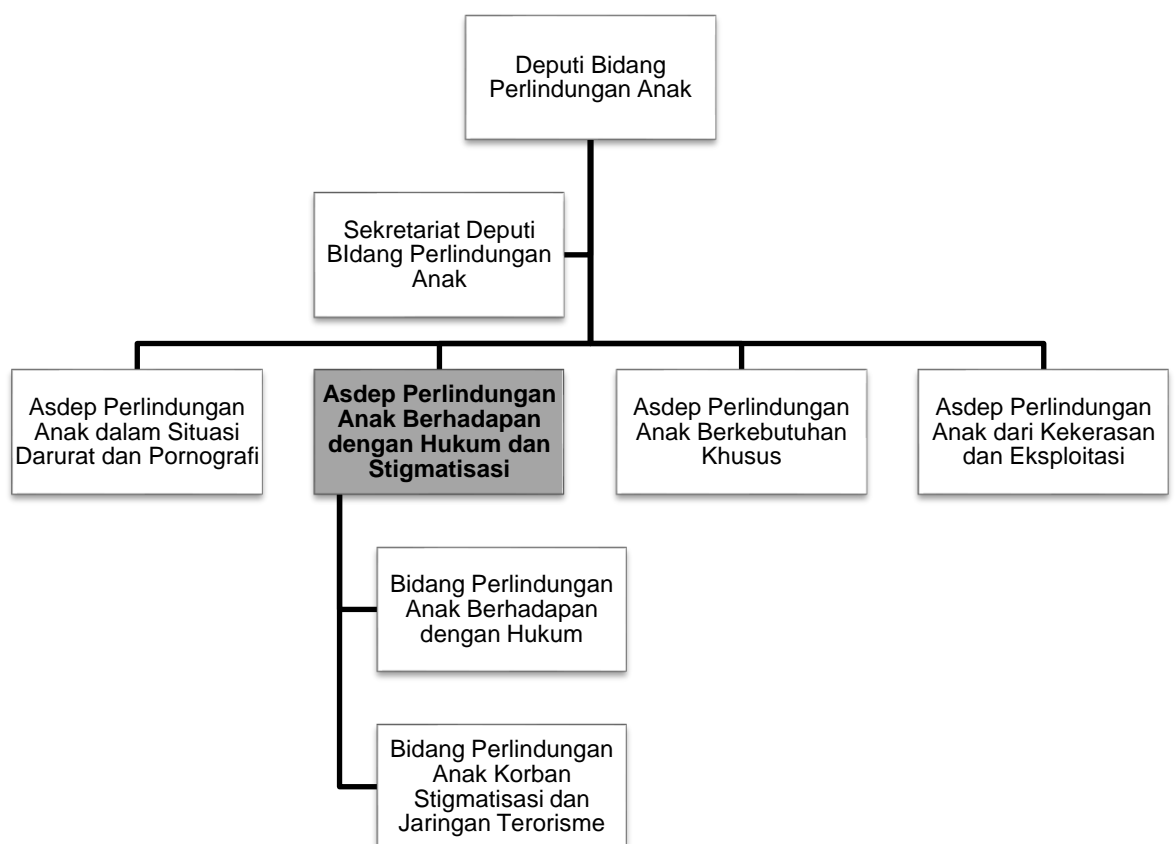 Deputi Bidang
Perlindungan Anak
Sekretariat Deputi
BIdang Perlindungan
Anak
Asdep Perlindungan
Anak dalam Situasi
Darurat dan Pornografi
Asdep Perlindungan
Anak Berhadapan
dengan Hukum dan
Stigmatisasi
Asdep Perlindungan
Anak Berkebutuhan
Khusus
Asdep Perlindungan
Anak dari Kekerasan
dan Eksploitasi
Bidang Perlindungan
Anak Berhadapan
dengan Hukum
Bidang Perlindungan
Anak Korban
Stigmatisasi dan
Jaringan Terorisme